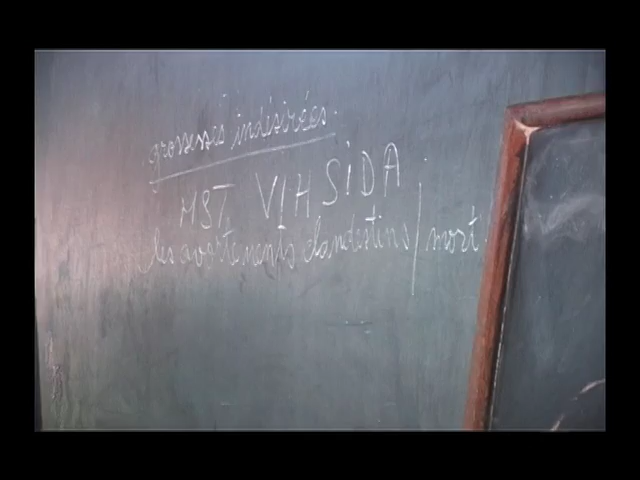 grossesses indésirées.
MST, VIH SIDA.
les avortements clandestins / mort.